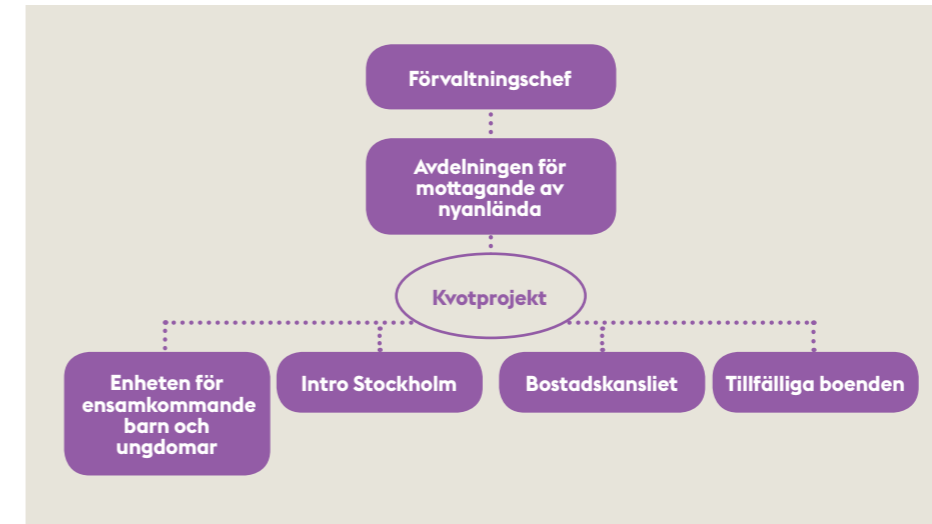 Förvaltningschef
Avdelningen för
mottagande av
nyanlända
Kvotprojekt
Enheten för
ensamkommande
barn och
ungdomar
Intro Stockholm
Bostadskansliet
Tillfälliga boenden